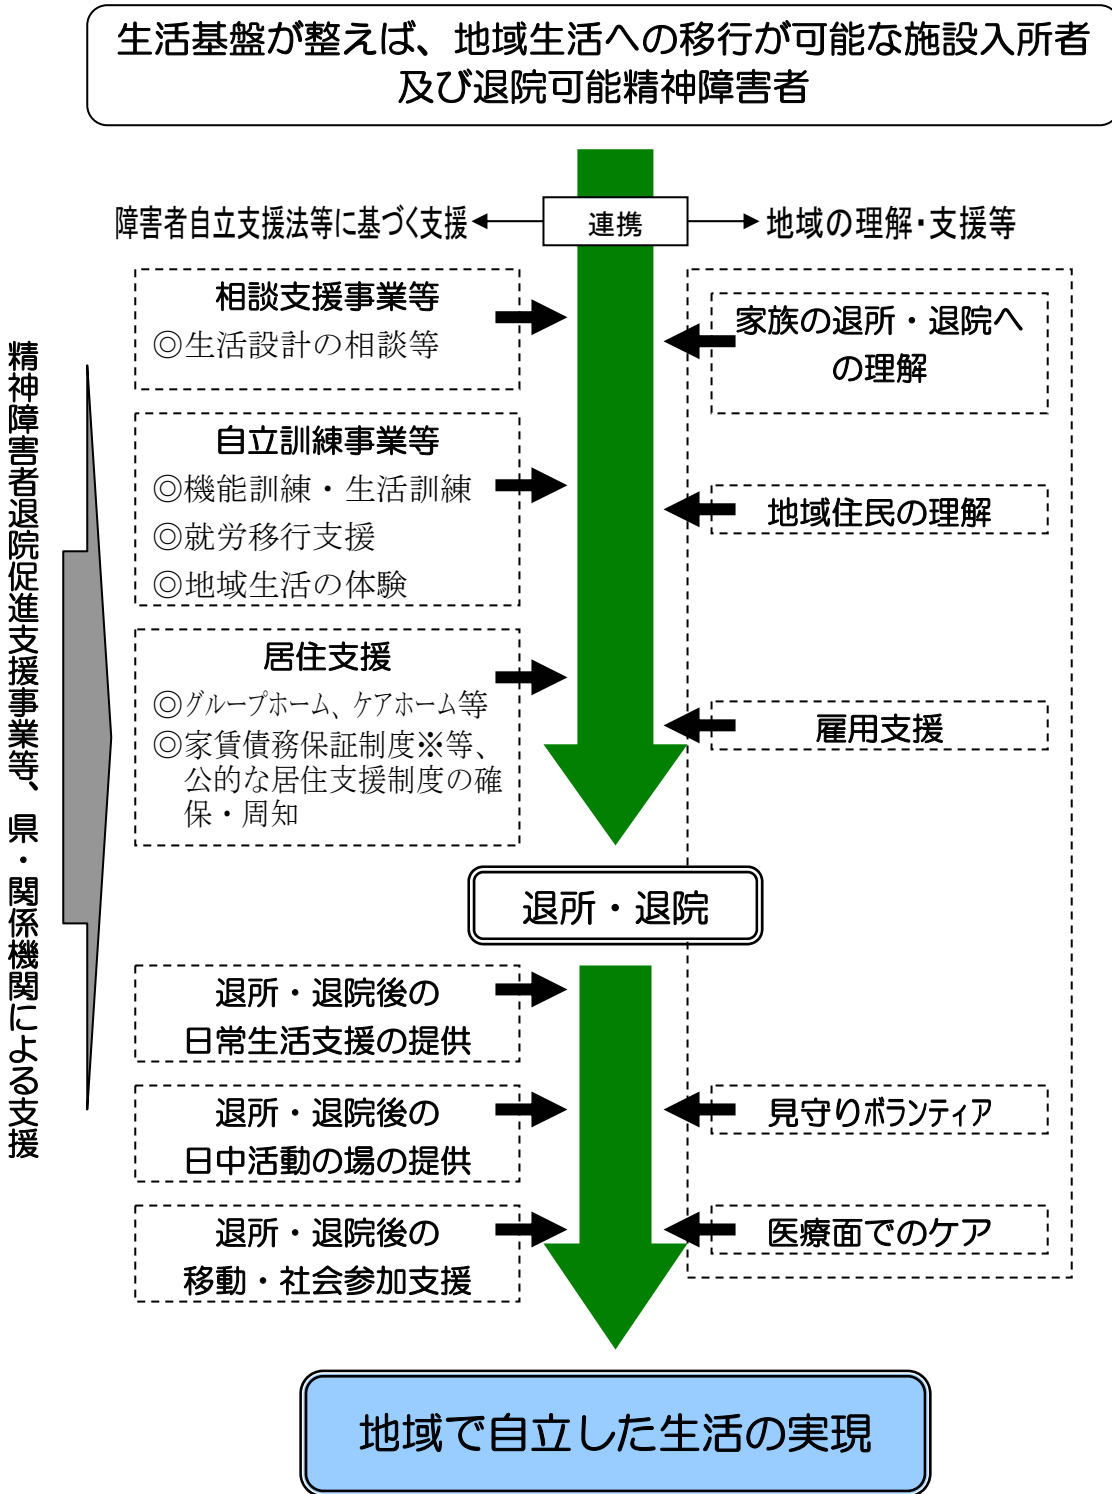 生活基盤が整えば、地域生活への移行が可能な施設入所者
及び退院可能精神障害者
障害者自立支援法等に基づく支援
連携
地域の理解・支援等
相談支援事業等
◎生活設計の相談等
家族の退所・退院へ
の理解
精神障害者退院促進支援事業等、県・関係機関による支援
自立訓練事業等
◎機能訓練・生活訓練
◎就労移行支援
◎地域生活の体験
地域住民の理解
居住支援
◎グループホーム、ケアホーム等
◎家賃債務保証制度※等、
公的な居住支援制度の確
保・周知
雇用支援
退所・退院
退所・退院後の
日常生活支援の提供
退所・退院後の
日中活動の場の提供
見守りボランティア
退所・退院後の
移動・社会参加支援
医療面でのケア
地域で自立した生活の実現